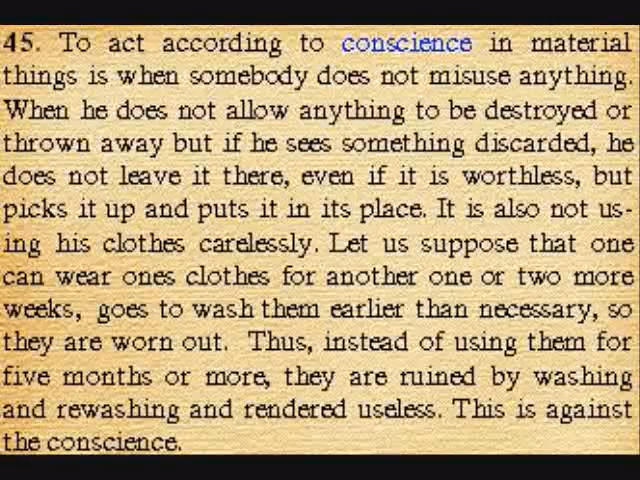 45. To act according to conscience in material
things is when somebody does not misuse anything.
When he does not allow anything to be destroyed or
thrown away but if he sees something discarded, he
does not leave it there, even if it is worthless, but
picks it up and puts it in its place. It is also not us-
ing his clothes carelessly. Let us suppose that one
can wear ones clothes for another one or two more
weeks, goes to wash them earlier than necessary, so
they are worn out. Thus, instead of using them for
five months or more, they are ruined by washing
and rewashing and rendered useless. This is against
the conscience.